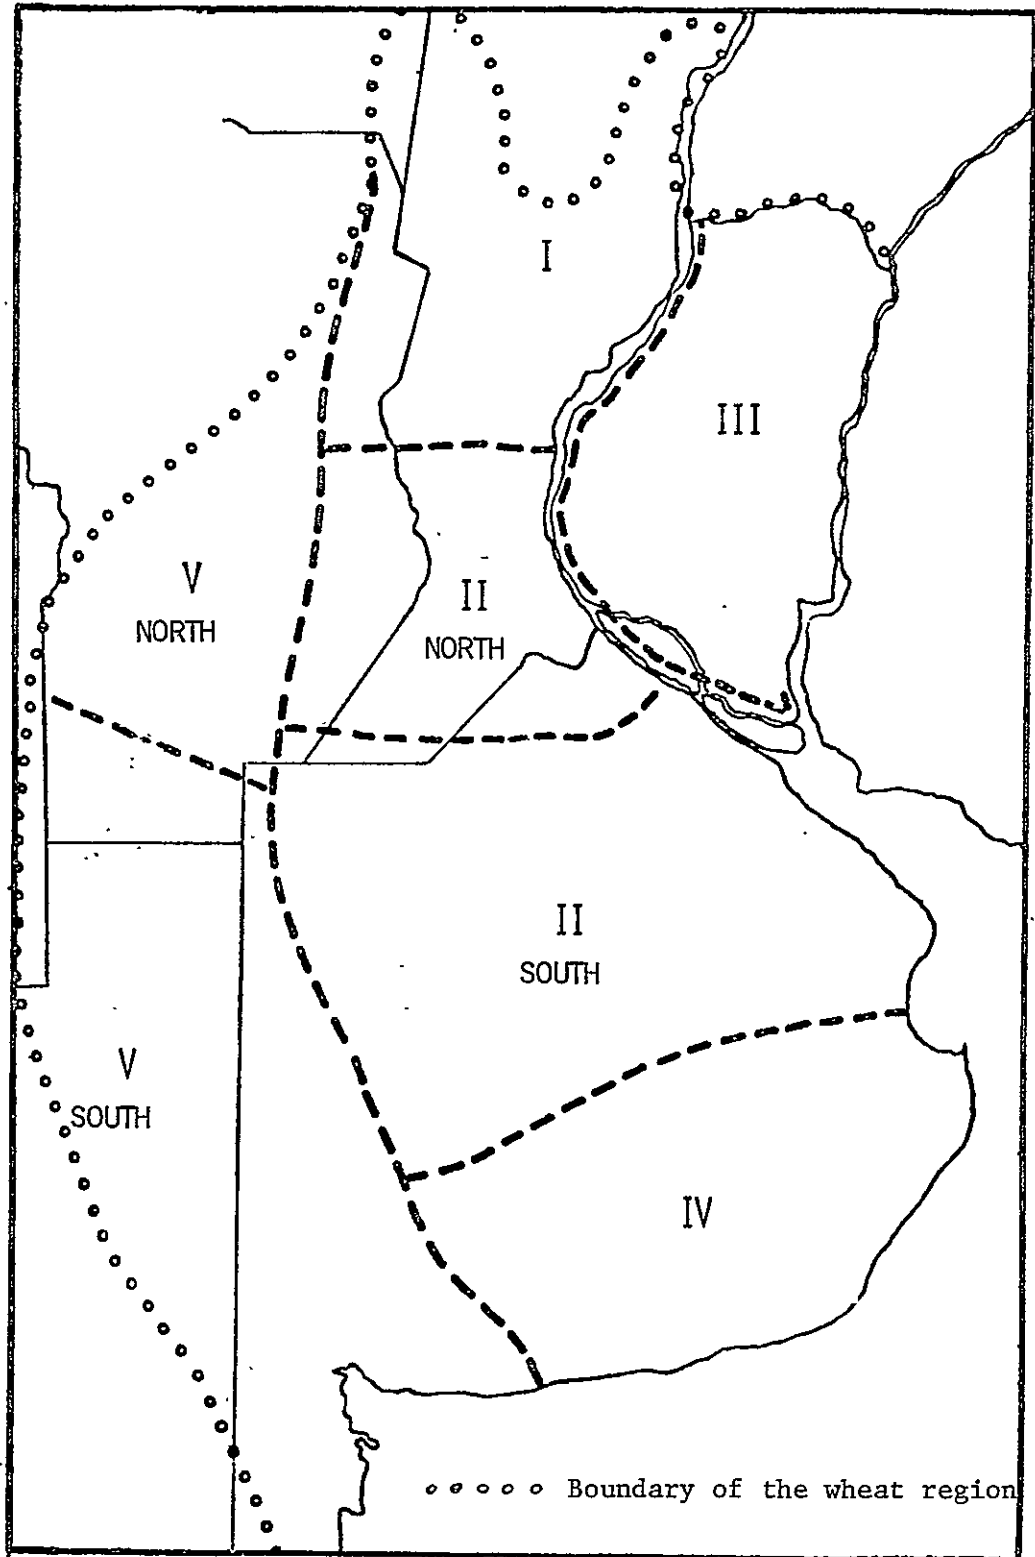 I
III
V
NORTH
II
NORTH
II
SOUTH
V
SOUTH
IV
Boundary of the wheat region